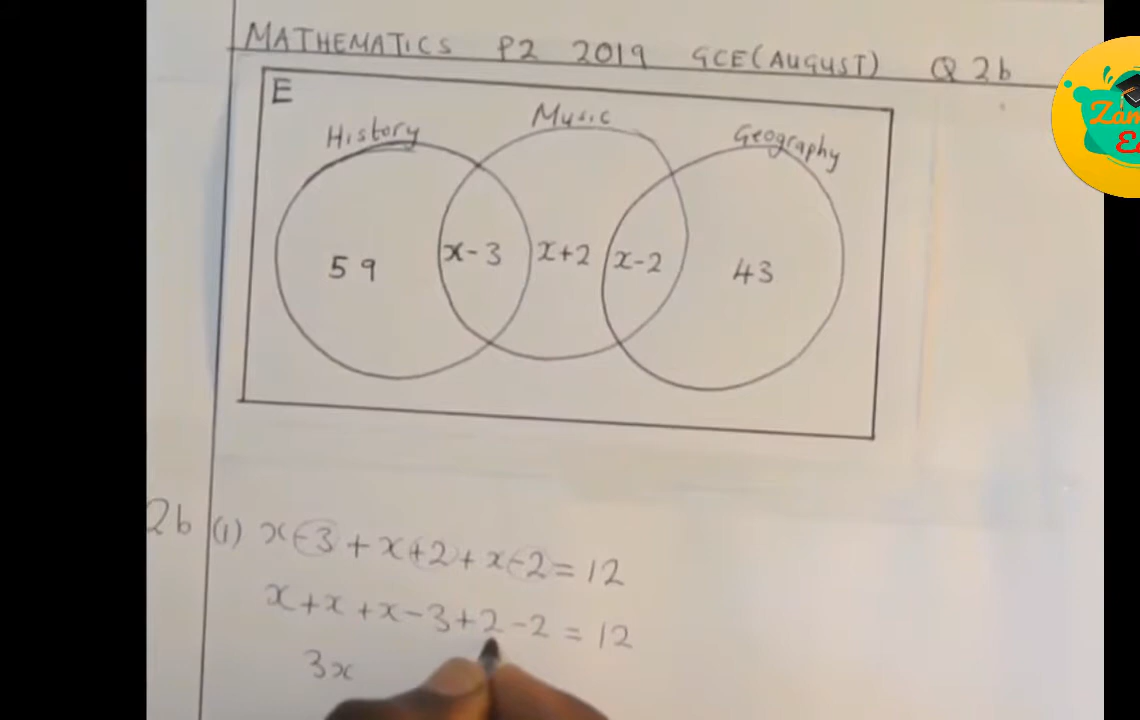 MATHEMATICS P2 2019 GCE(AUGUST) Q2b
E
History
Music
Geography
59
x-3
x+2
x-2
43
2b (i) x-3+x+2+x-2=12
x+x+x-3+2-2=12
3x